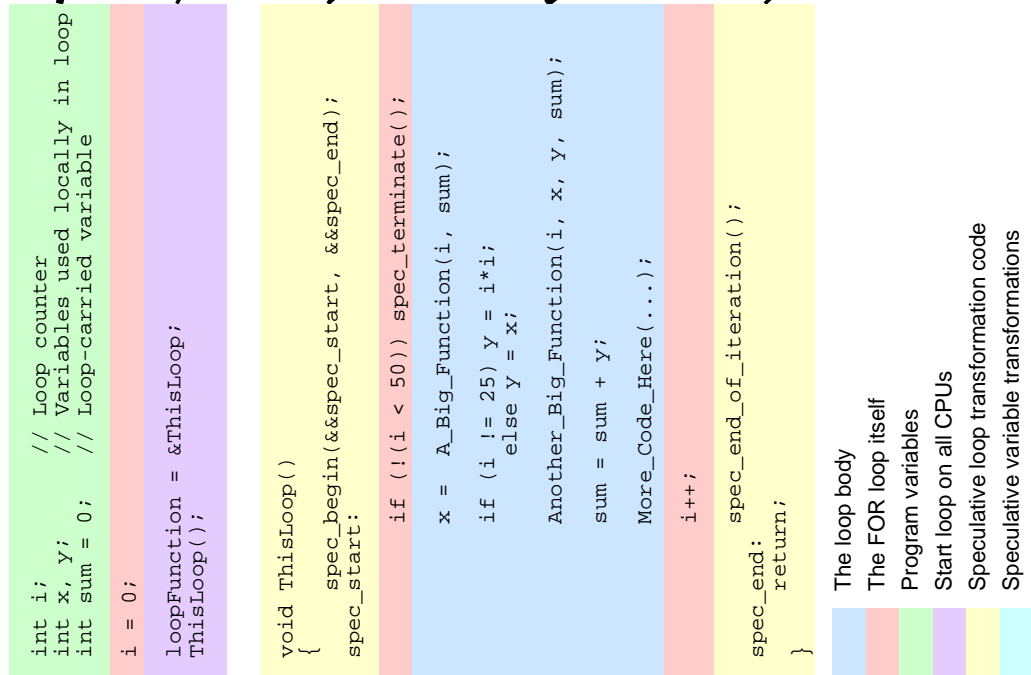 int i;          // Loop counter
int x, y;       // Variables used locally in loop
int sum = 0;    // Loop-carried variable
i = 0;
loopFunction = &ThisLoop;
ThisLoop();
void ThisLoop()
{
spec_begin(&&spec_start, &&spec_end);
spec_start:
if (!(i < 50)) spec_terminate();
x =  A_Big_Function(i, sum);
if (i != 25) y = i*i;
else y = x;
Another_Big_Function(i, x, y, sum);
sum = sum + y;
More_Code_Here(...);
i++;
spec_end_of_iteration();
spec_end:
return;
}
The lcuop body
The FOR loop itself
Program variables
Start loop on all CPUs
Speculative loop transformation code
Speculative variable transformations